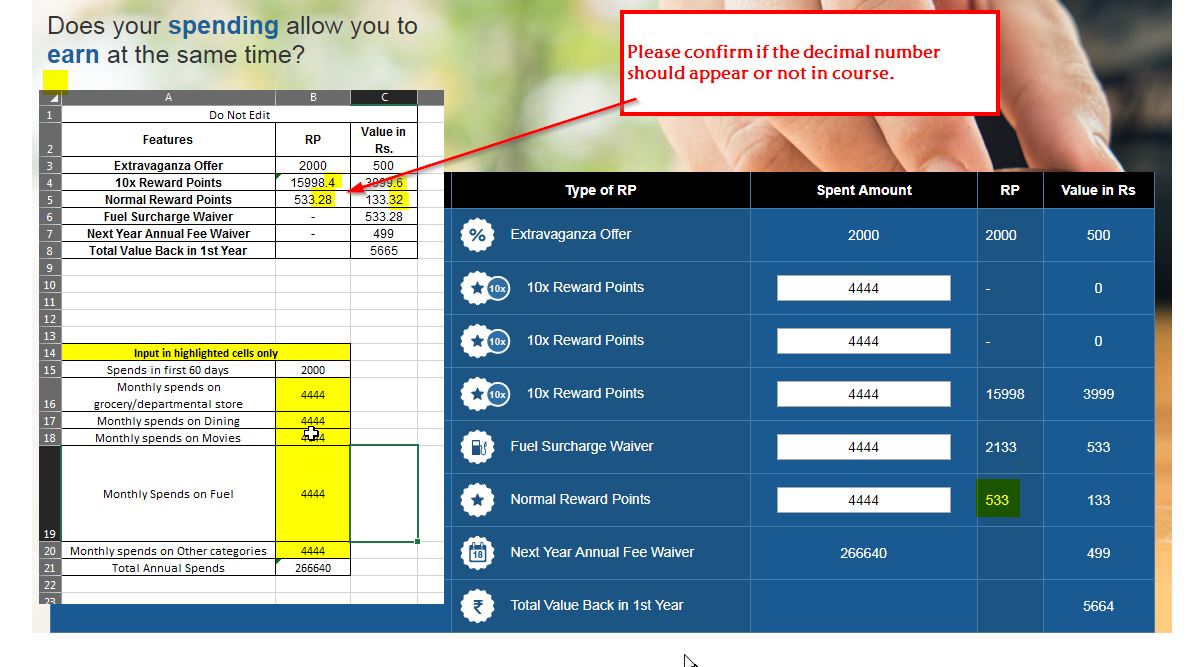 Does your spending allow you to
earn at the same time?
Please confirm if the decimal number
should appear or not in course.
A B C
1 Do Not Edit
2 Features RP Value in Rs.
3 Extravaganza Offer 2000 500
4 10x Reward Points 15998.4 3999.6
5 Normal Reward Points 533.28 133.32
6 Fuel Surcharge Waiver - 533.28
7 Next Year Annual Fee Waiver - 499
8 Total Value Back in 1st Year 5665
9
10
11
12
13
14 Input in highlighted cells only
15 Spends in first 60 days 2000
16 Monthly spends on grocery/departmental store 4444
17 Monthly spends on Dining 4444
18 Monthly spends on Movies 4444
19 Monthly Spends on Fuel 4444
20 Monthly spends on Other categories 4444
21 Total Annual Spends 266640
22
23
Type of RP Spent Amount RP Value in Rs
% Extravaganza Offer 2000 2000 500
10x 10x Reward Points 4444 - 0
10x 10x Reward Points 4444 - 0
10x 10x Reward Points 4444 15998 3999
Fuel Surcharge Waiver 4444 2133 533
Normal Reward Points 4444 533 133
18 Next Year Annual Fee Waiver 266640 499
₹ Total Value Back in 1st Year 5664